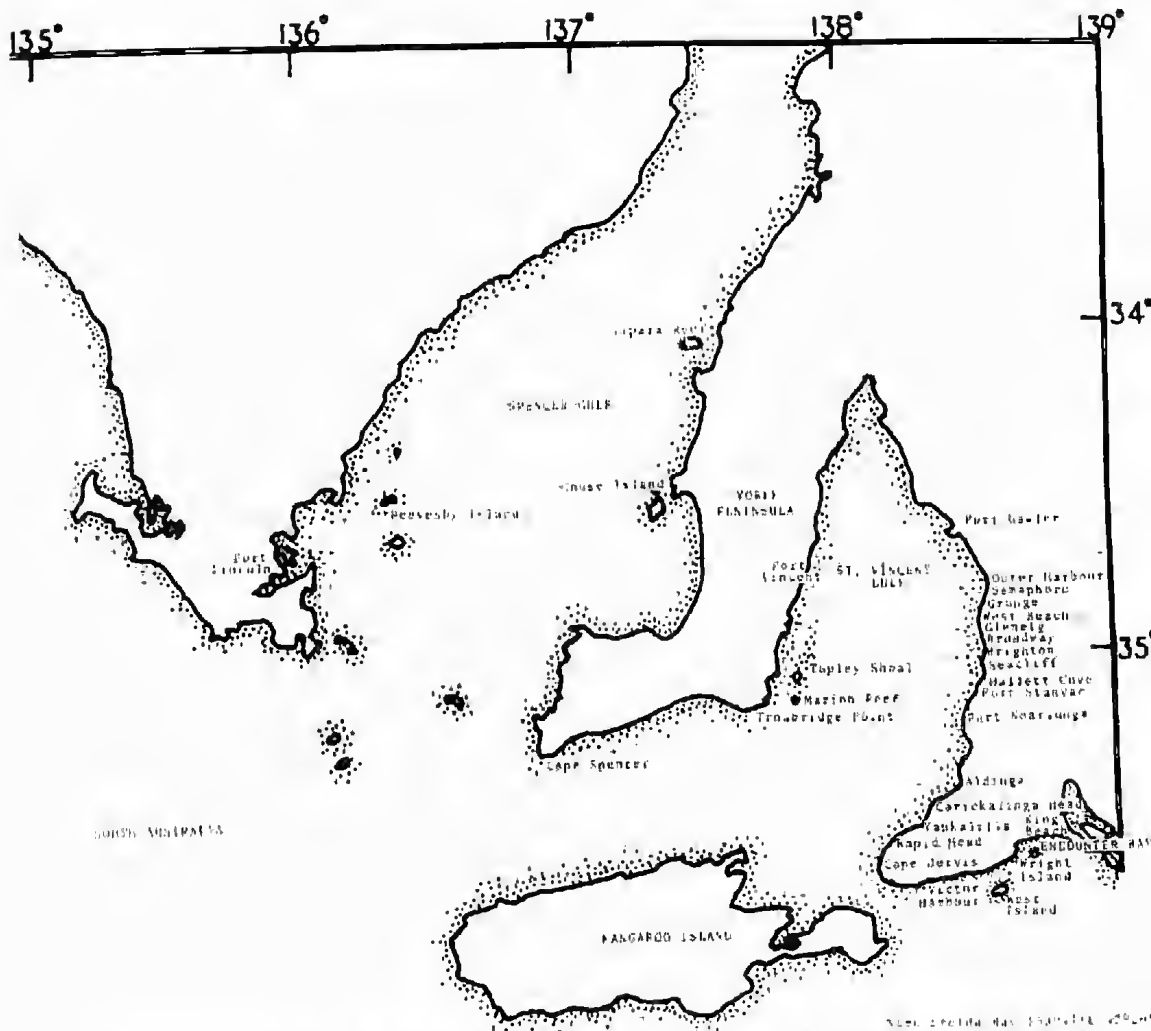 135°
136°
137°
138°
139°
34°
SPENCER GULF
Island
YORKE
PENINSULA
Reevesby Island
Port Gawler
Port
Lincoln
Port
Vincent
ST. VINCENT
GULF
Outer Harbour
Semaphore
Grange
West Beach
Glenelg
Broadway
Brighton
Seacliff
35°
Tapley Shoal
Hallett Cove
Port Stanvac
Marion Reef
Troubridge Point
Port Noarlunga
Cape Spencer
Aldinga
Carickalinga Head
Yankalilla
King
Beach
SOUTH AUSTRALIA
Rapid Head
ENCOUNTER BAY
Cape Jervis
Wright
Island
Victor
Harbour
West
Island
KANGAROO ISLAND